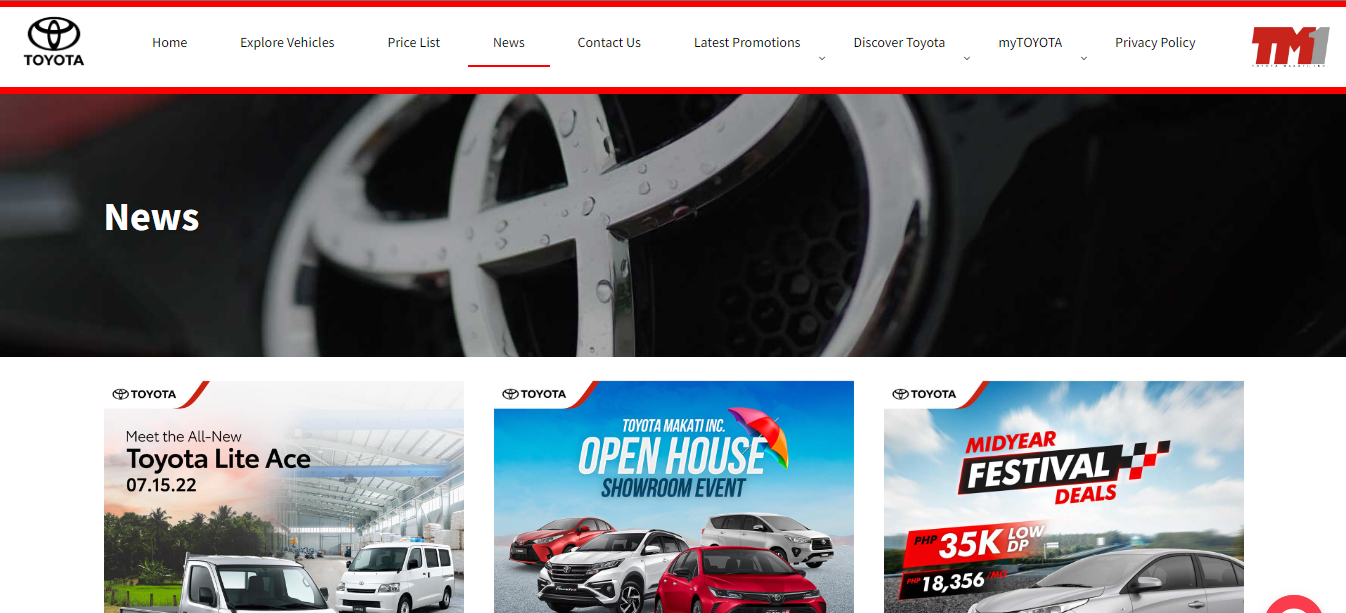 TOYOTA
Home
Explore Vehicles
Price List
News
Contact Us
Latest Promotions
Discover Toyota
myTOYOTA
Privacy Policy
TM1
News
TOYOTA
Meet the All-New
Toyota Lite Ace
07.15.22
TOYOTA
TOYOTA MAKATI INC.
OPEN HOUSE
SHOWROOM EVENT
TOYOTA
MIDYEAR
FESTIVAL
DEALS
PHP 35K LOW DP
PHP 18,356 /MO